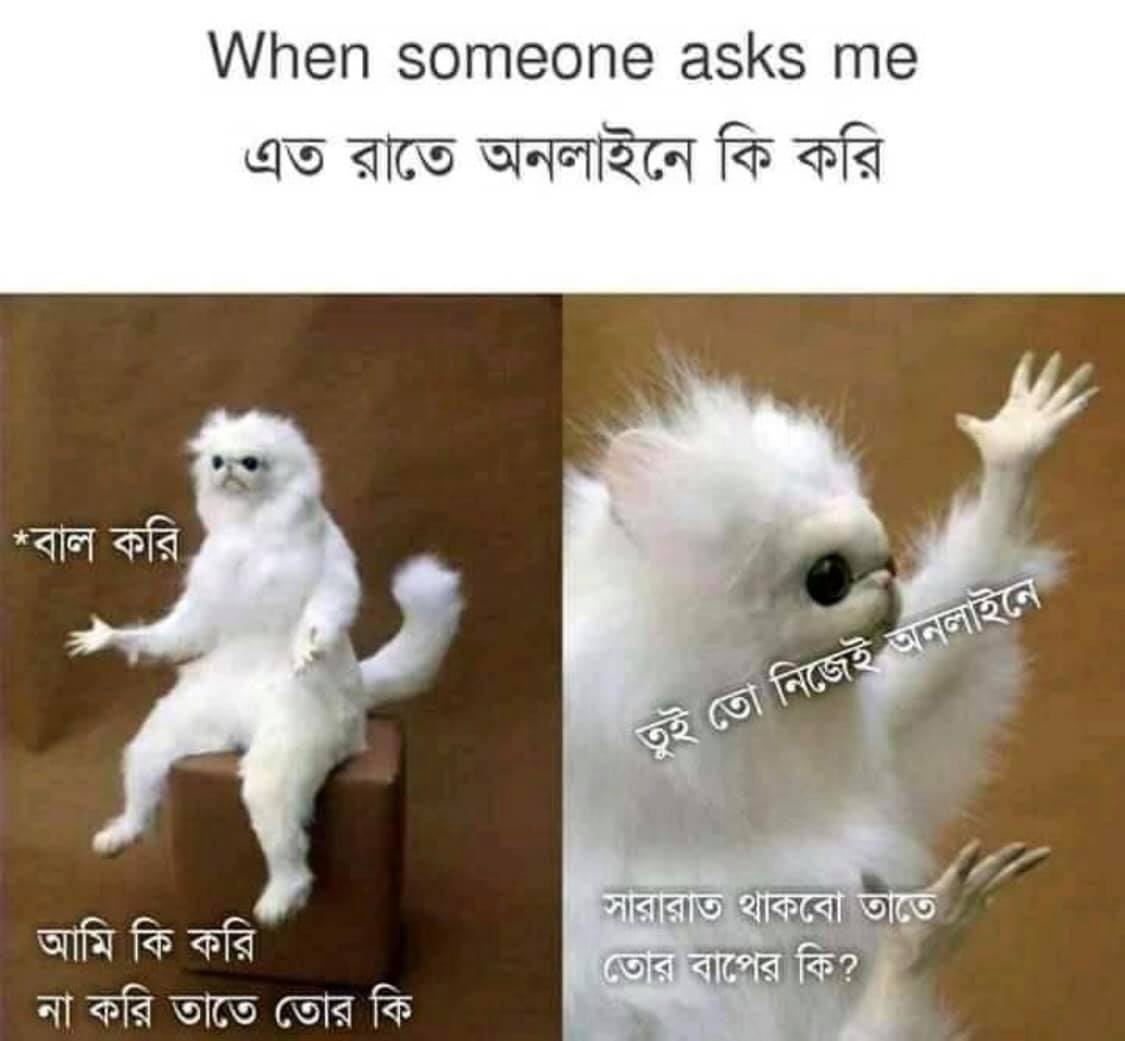 When someone asks me
এত রাতে অনলাইনে কি করি
*বাল করি
আমি কি করি
না করি তাতে তোর কি
তুই তো নিজেই অনলাইনে
সারারাত থাকবো তাতে
তোর বাপের কি?